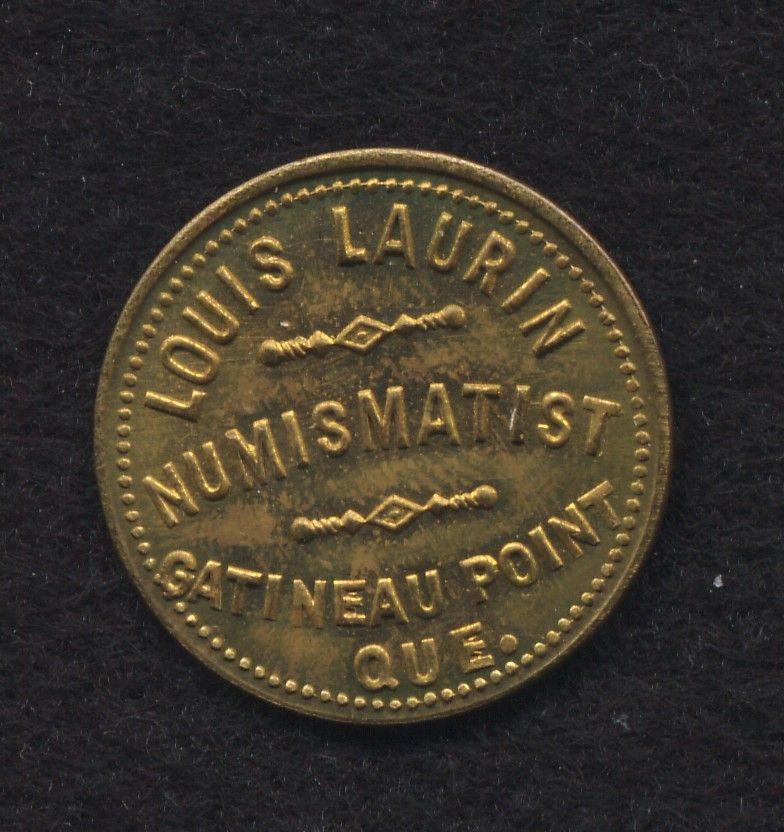 LOUIS LAURIN
NUMISMATIST
GATINEAU POINT
QUE.